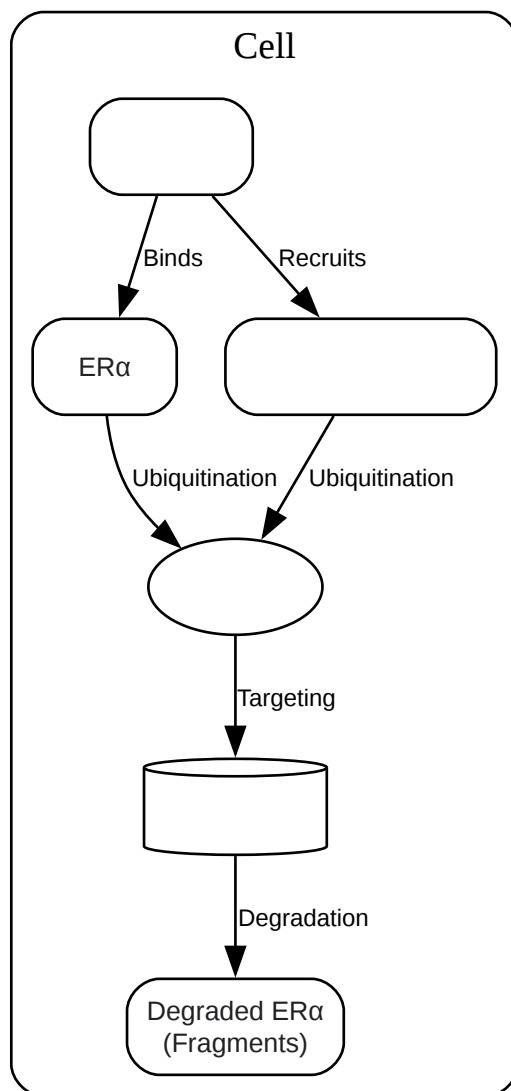 Cell
Binds
Recruits
ERα
Ubiquitination
Ubiquitination
Targeting
Degradation
Degraded ERα
(Fragments)